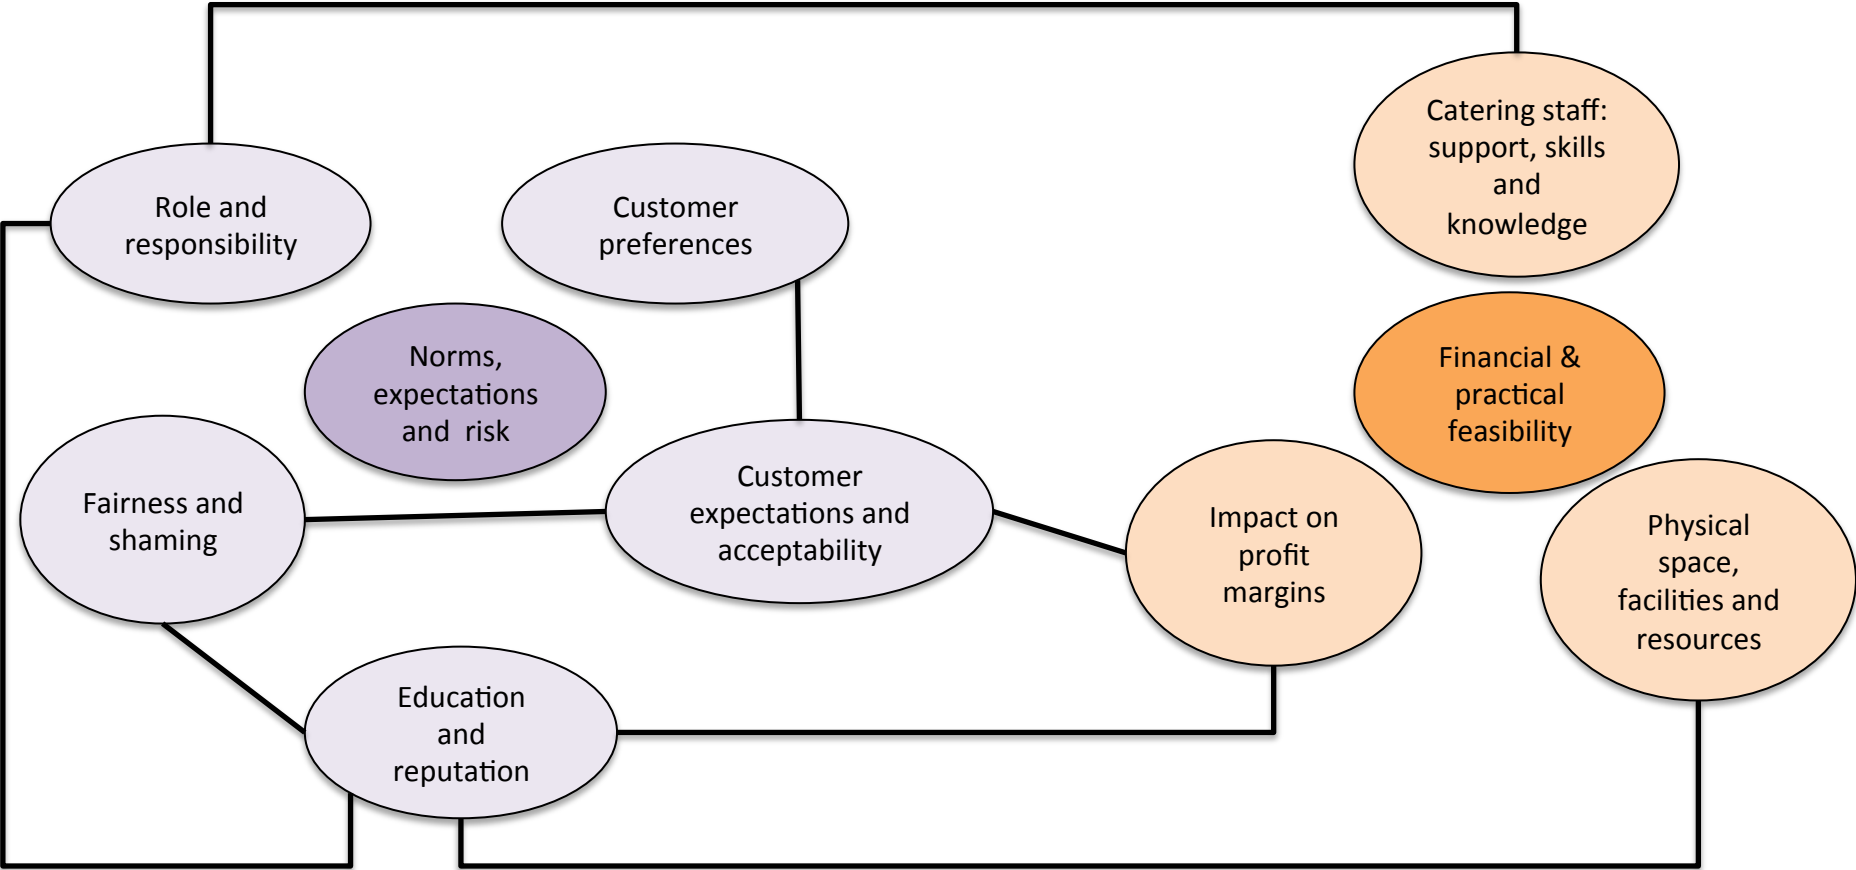 Catering staff:
support, skills
and
knowledge
Role and
responsibility
Customer
preferences
Norms,
expectations
and risk
Financial &
practical
feasibility
Fairness and
shaming
Customer
expectations and
acceptability
Impact on
profit
margins
Physical
space,
facilities and
resources
Education
and
reputation